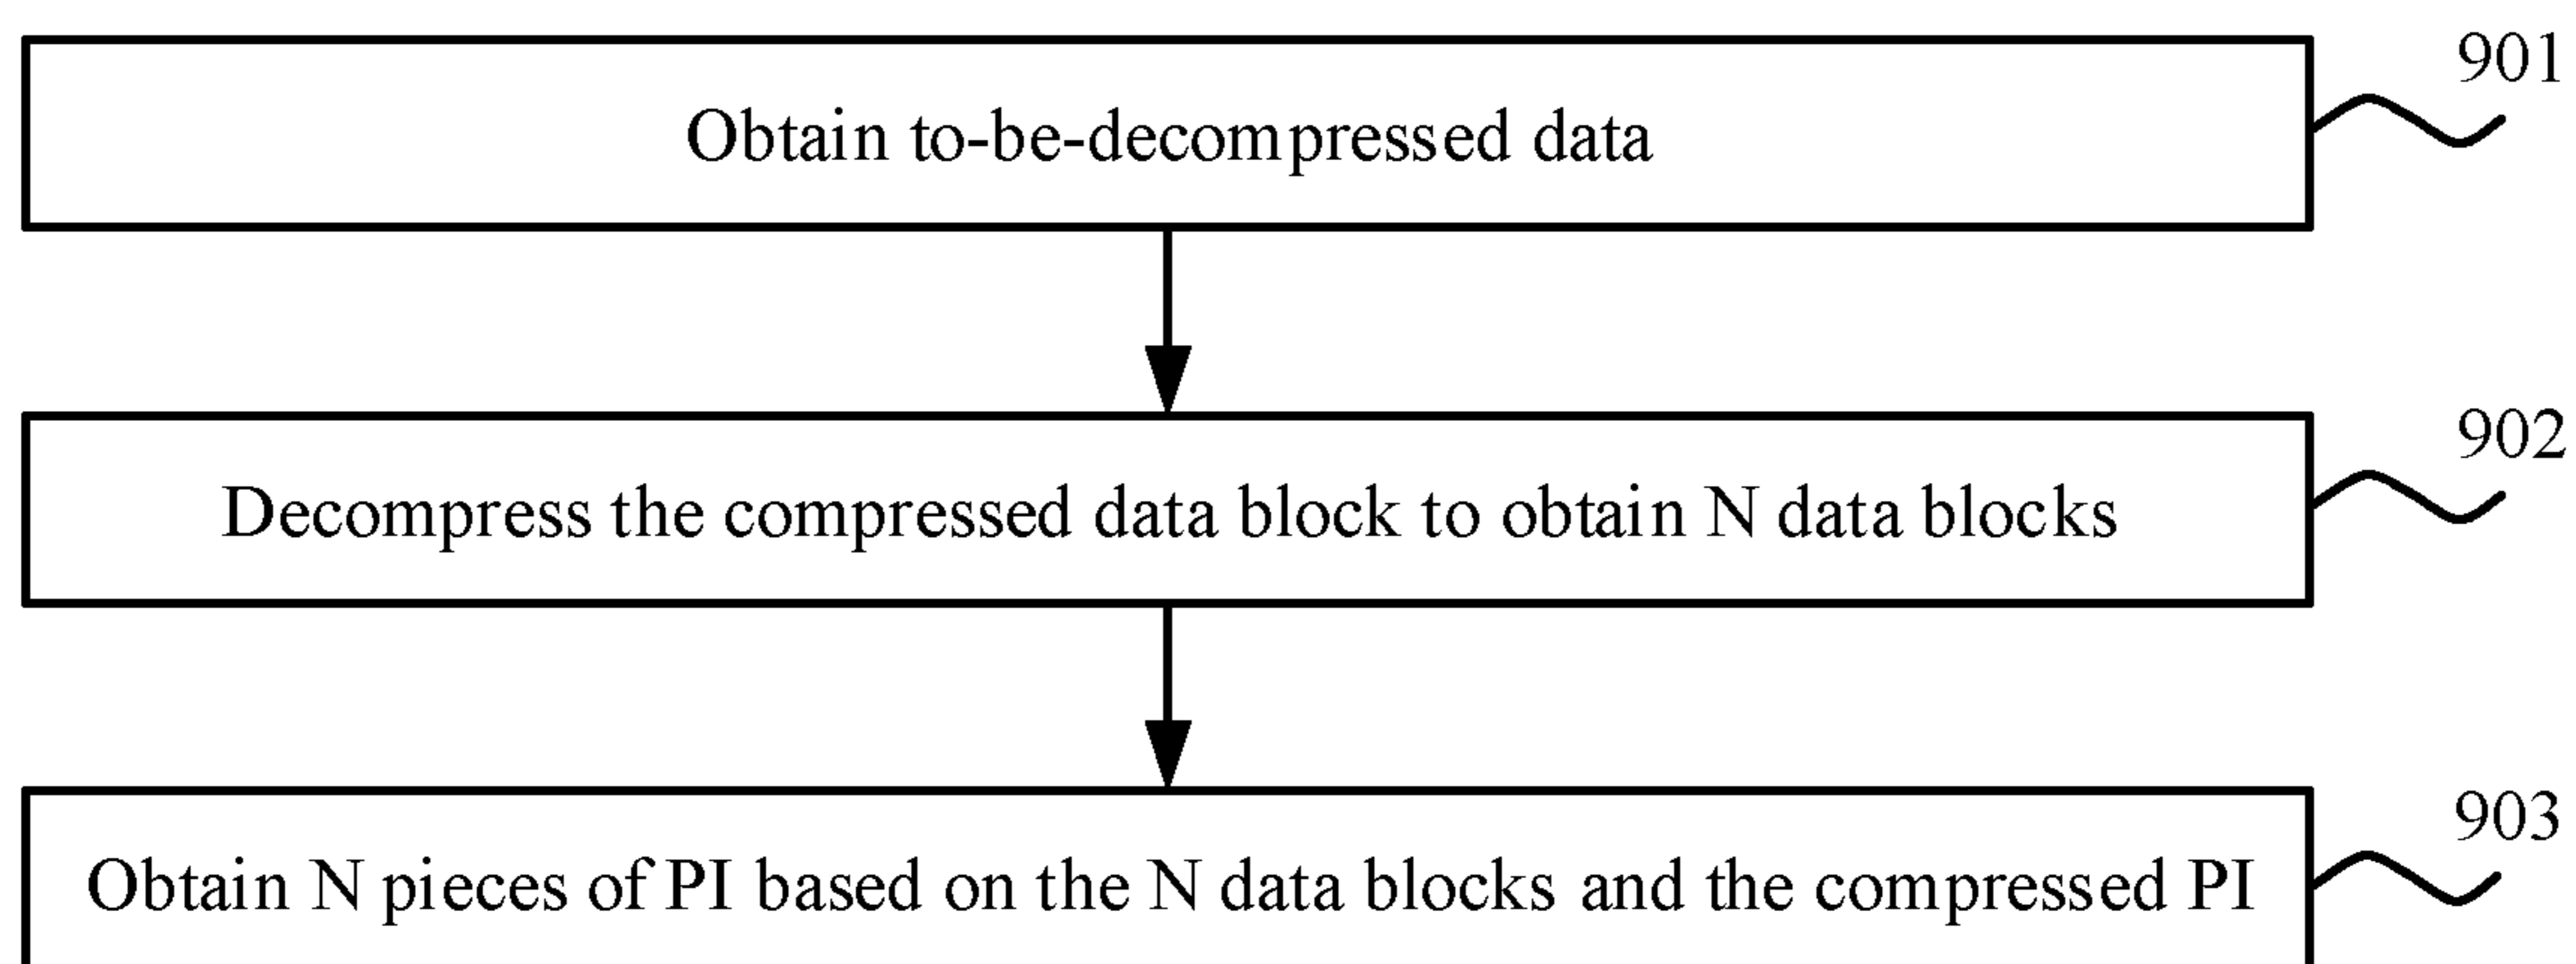 901
Obtain to-be-decompressed data
902
Decompress the compressed data block to obtain N data blocks
903
Obtain N pieces of PI based on the N data blocks and the compressed PI